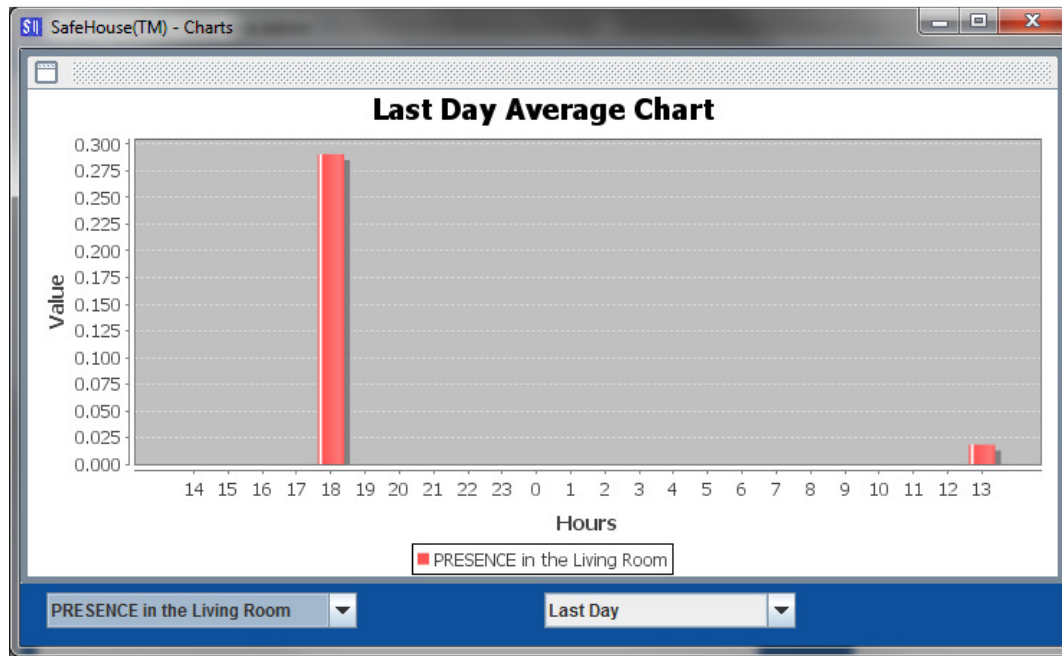 SafeHouse(TM) - Charts
Last Day Average Chart
Value
0.300
0.275
0.250
0.225
0.200
0.175
0.150
0.125
0.100
0.075
0.050
0.025
0.000
14 15 16 17 18 19 20 21 22 23 0 1 2 3 4 5 6 7 8 9 10 11 12 13
Hours
PRESENCE in the Living Room
PRESENCE in the Living Room Last Day